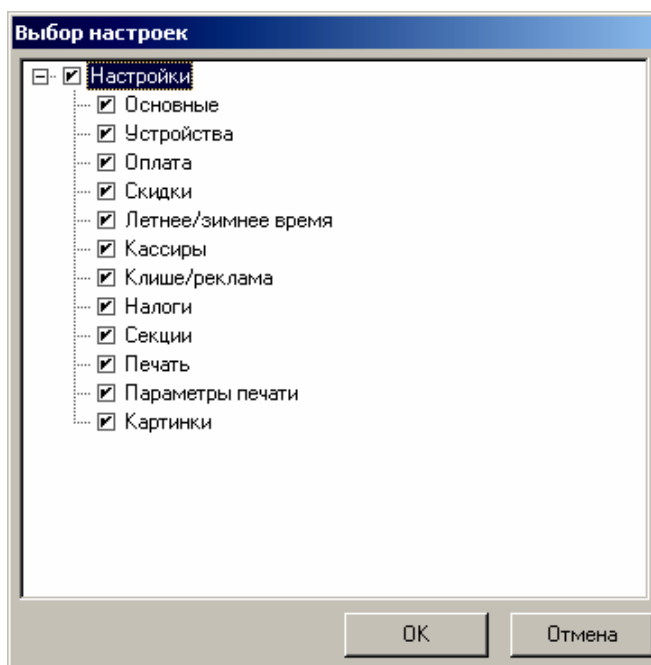 Выбор настроек
Настройки
Основные
Устройства
Оплата
Скидки
Летнее/зимнее время
Кассиры
Клише/реклама
Налоги
Секции
Печать
Параметры печати
Картинки
OK
Отмена